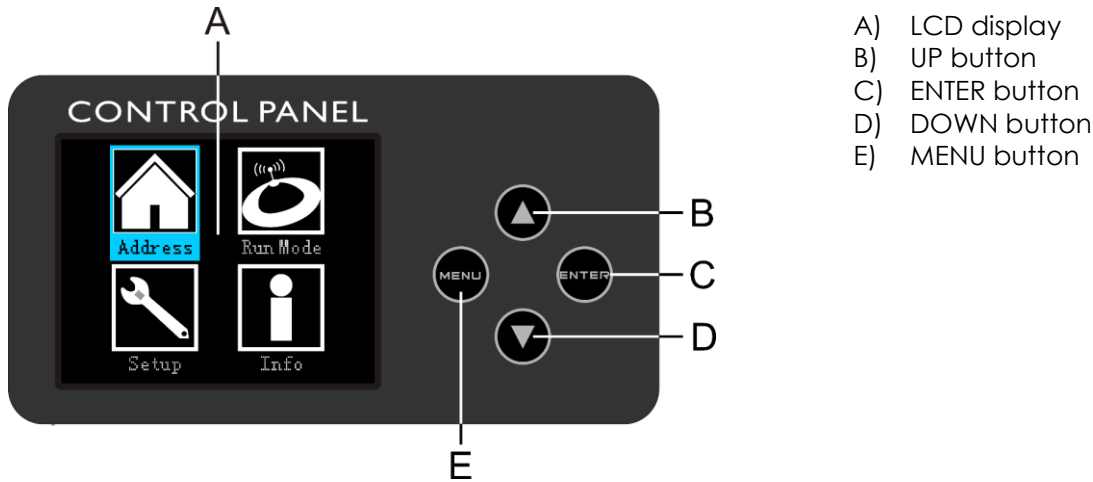 A
A) LCD display
B) UP button
C) ENTER button
D) DOWN button
E) MENU button
CONTROL PANEL
Address
Run Mode
Setup
Info
MENU
ENTER
B
C
D
E